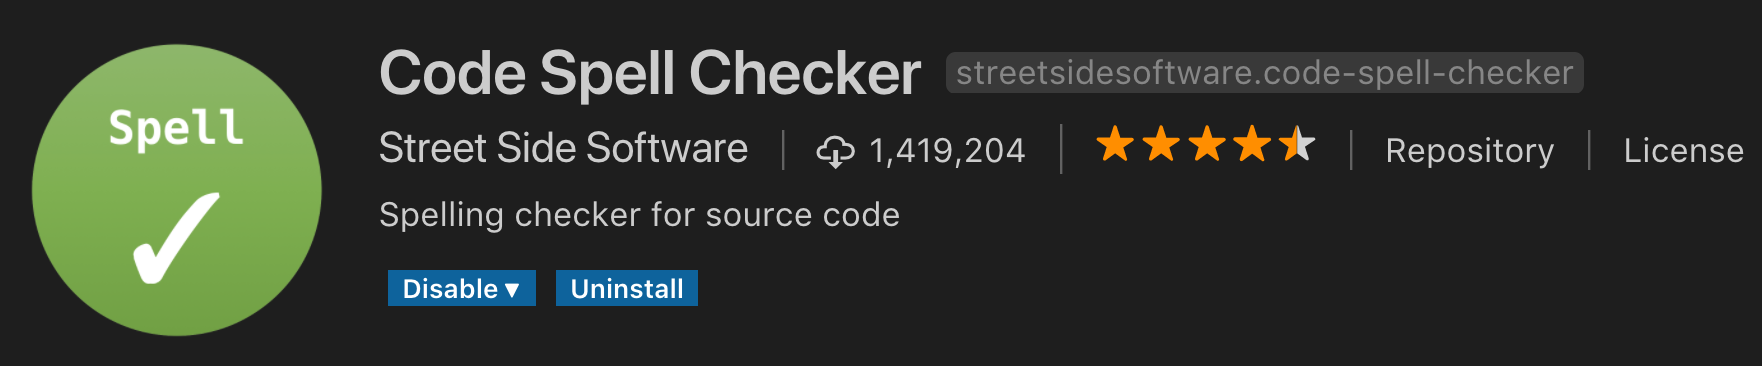 Spell
Code Spell Checker streetsidesoftware.code-spell-checker
Street Side Software 1,419,204 Repository License
Spelling checker for source code
Disable ▾ Uninstall